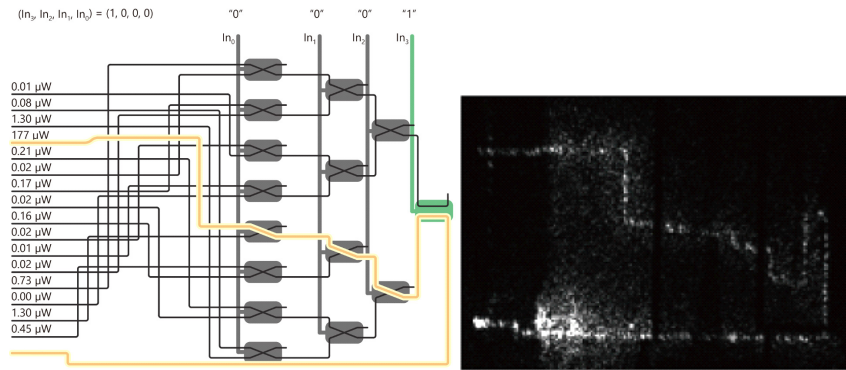 (In₃, In₂, In₁, In₀) = (1, 0, 0, 0)
“0” “0” “0” “1”
In₀ In₁ In₂ In₃
0.01 μW
0.08 μW
1.30 μW
177 μW
0.21 μW
0.02 μW
0.17 μW
0.02 μW
0.16 μW
0.02 μW
0.01 μW
0.02 μW
0.73 μW
0.00 μW
1.30 μW
0.45 μW